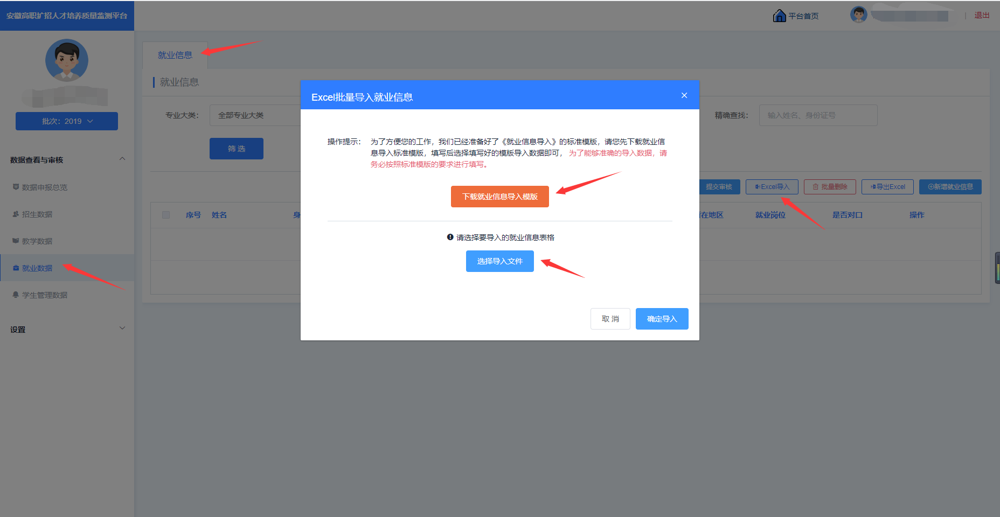 安徽高职扩招人才培养质量监测平台
平台首页
|
退出
就业信息
就业信息
批次：2019
专业大类：
全部专业大类
精确查找：
输入姓名、身份证号
筛 选
数据查看与审核
数据申报总览
招生数据
教学数据
就业数据
学生管理数据
设置
提交审核
Excel导入
批量删除
导出Excel
新增就业信息
序号
姓名
身
在地区
就业岗位
是否对口
操作
Excel批量导入就业信息
操作提示：
为了方便您的工作，我们已经准备好了《就业信息导入》的标准模版，请您先下载就业信
息导入标准模版，填写后选择填写好的模版导入数据即可， 为了能够准确的导入数据，请
务必按照标准模版的要求进行填写。
下载就业信息导入模版
请选择要导入的就业信息表格
选择导入文件
取 消
确定导入